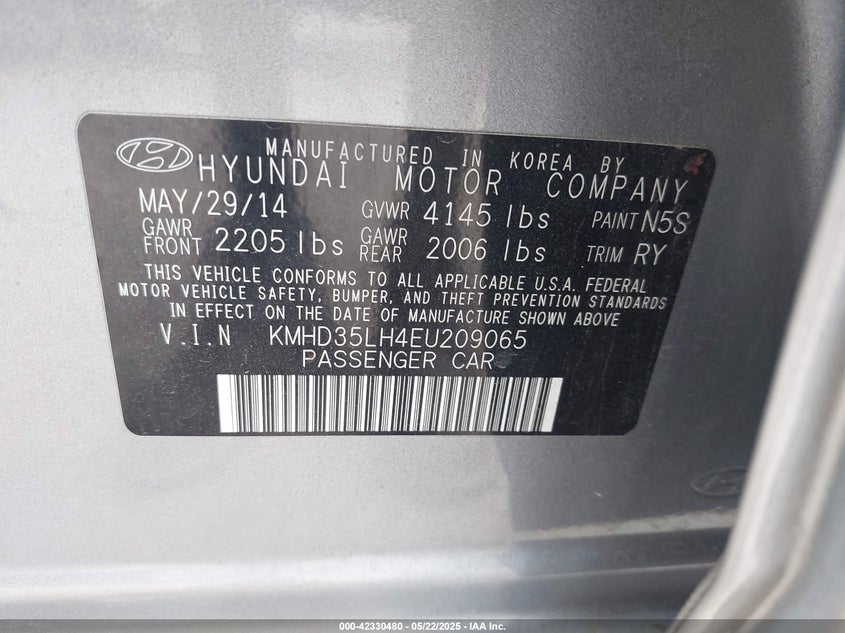 MANUFACTURED IN KOREA BY
HYUNDAI MOTOR COMPANY
MAY/29/14 GVWR 4145 lbs PAINT N5S
GAWR FRONT 2205 lbs GAWR REAR 2006 lbs TRIM RY
THIS VEHICLE CONFORMS TO ALL APPLICABLE U.S.A. FEDERAL
MOTOR VEHICLE SAFETY, BUMPER, AND THEFT PREVENTION STANDARDS
IN EFFECT ON THE DATE OF MANUFACTURE SHOWN ABOVE
V.I.N KMHD35LH4EU209065
PASSENGER CAR
000-42330480 - 05/22/2025 - IAA Inc.